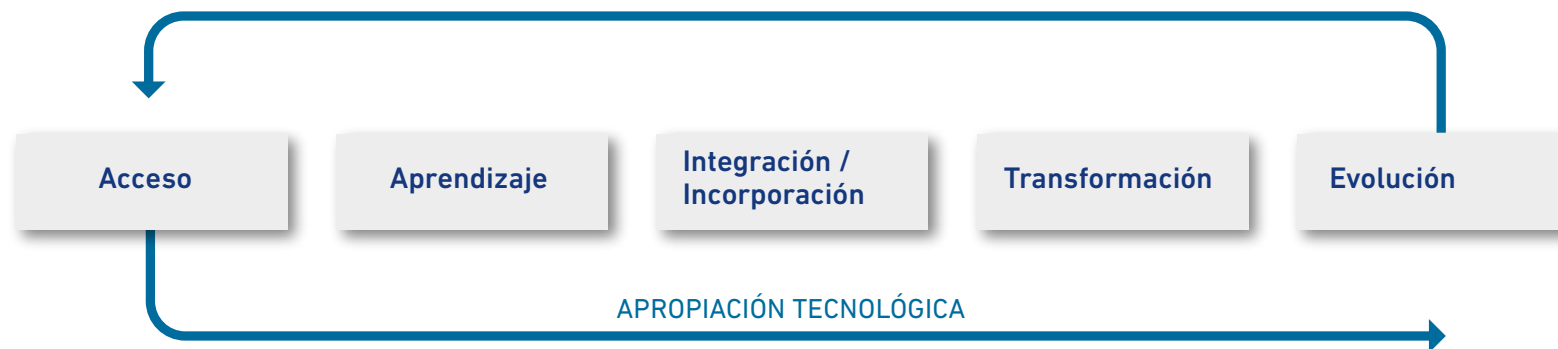 Acceso
Aprendizaje
Integración /
Incorporación
Transformación
Evolución
APROPIACIÓN TECNOLÓGICA